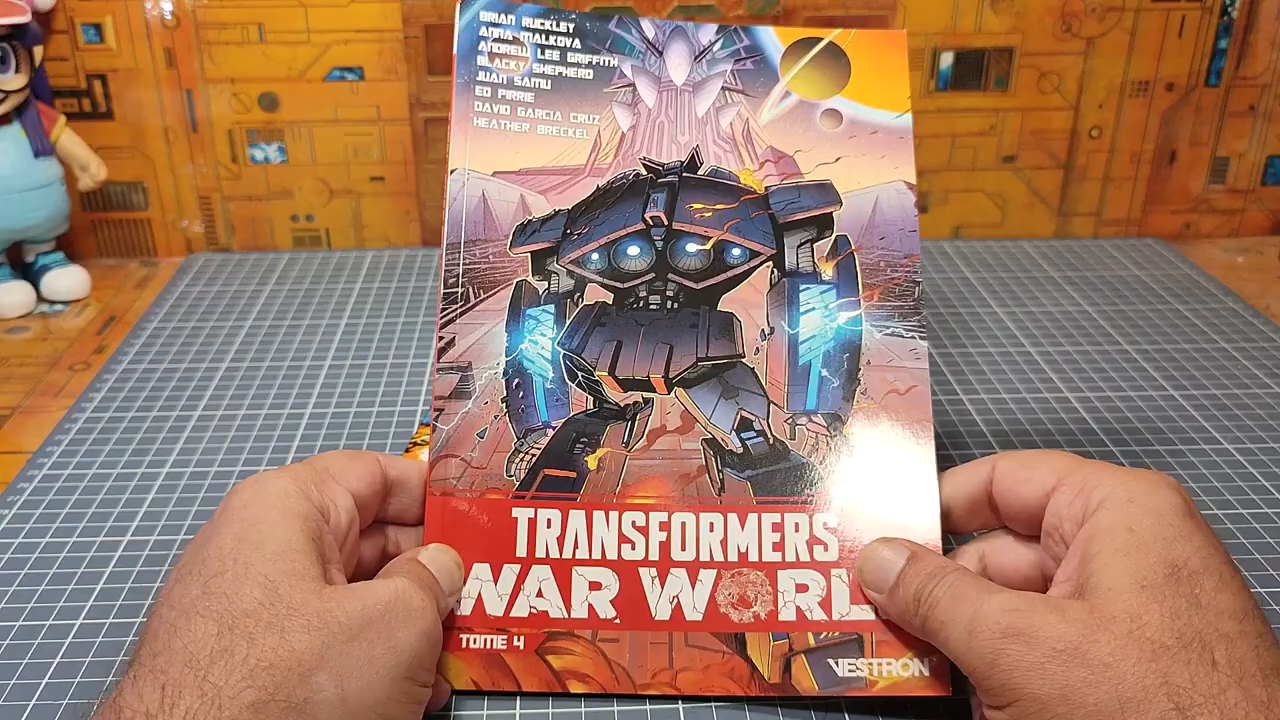 BRIAN RUCKLEY
ANNA MALKOVA
ANDREW LEE GRIFFITH
BLACKY SHEPHERD
JUAN SAMU
ED PIRRIE
DAVID GARCIA CRUZ
HEATHER BRECKEL
TRANSFORMERS
WAR WORL
TOME 4
VESTRON